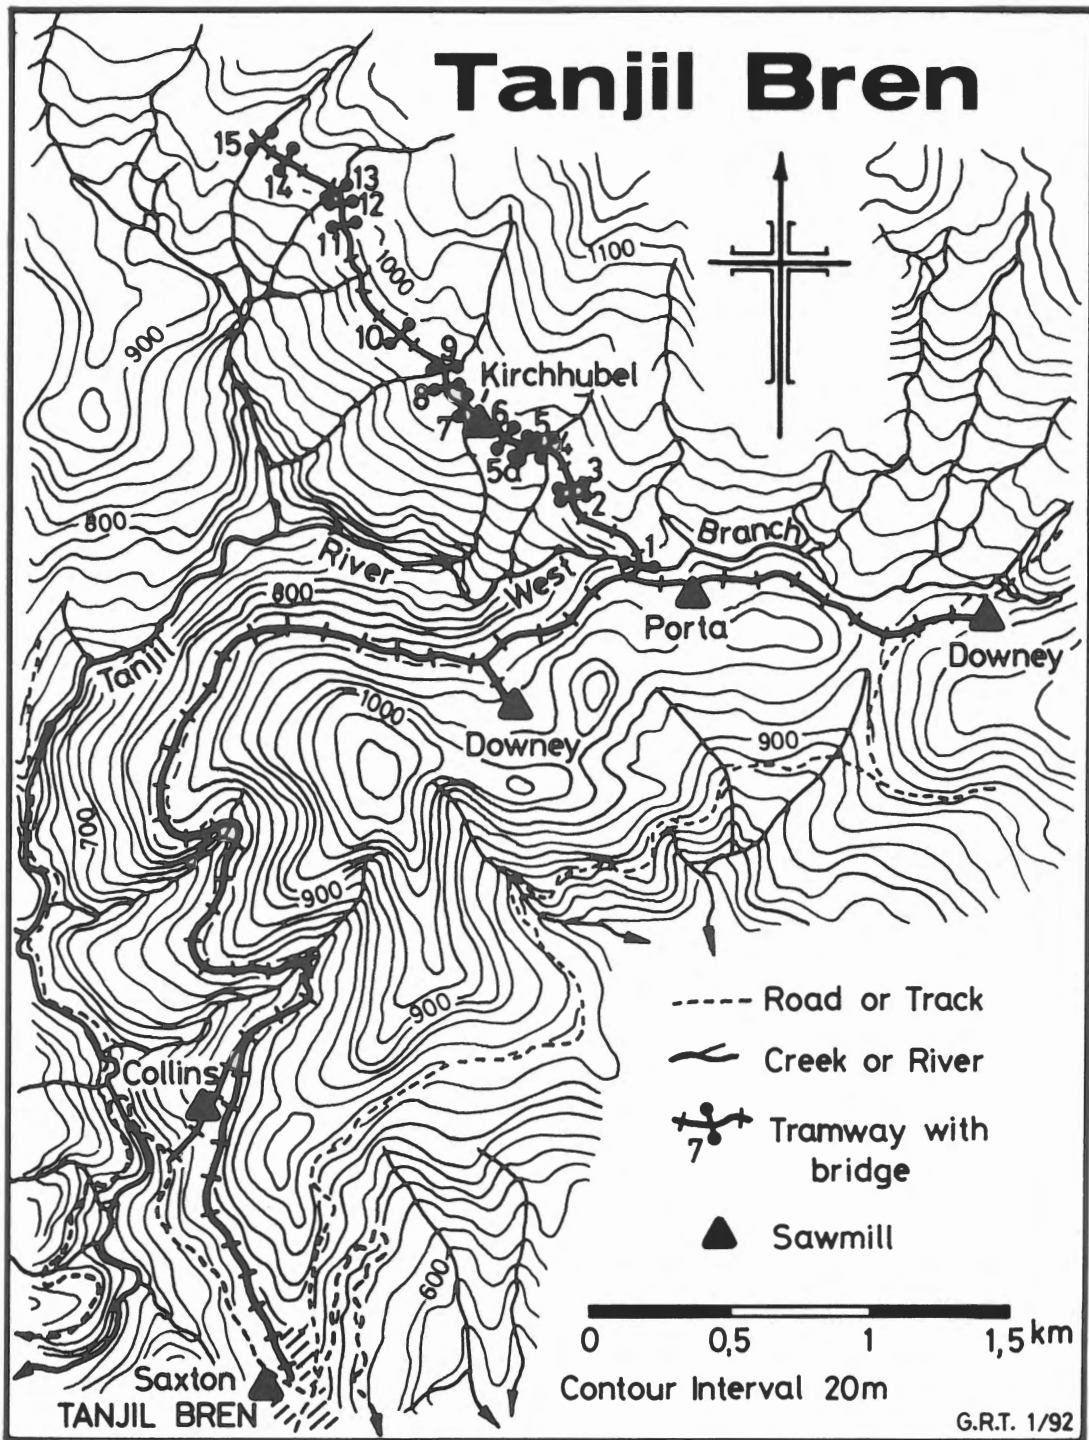 Tanjil Bren
15
14
13
12
11
1000
1100
10
900
9
Kirchhubel
8
7
6
5
4
5a
3
2
1
800
River
West
Branch
Tanjil
800
Porta
Downey
1000
Downey
900
700
900
900
Collins
600
Saxton
TANJIL BREN
Road or Track
Creek or River
7
Tramway with
bridge
Sawmill
0 0,5 1 1,5 km
Contour Interval 20m
G.R.T. 1/92